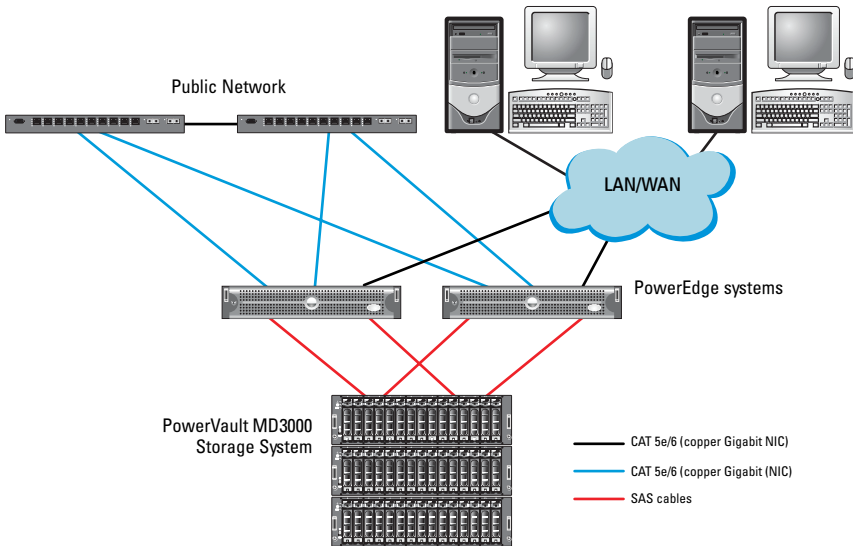 Public Network
LAN/WAN
PowerEdge systems
PowerVault MD3000
Storage System
CAT 5e/6 (copper Gigabit NIC)
CAT 5e/6 (copper Gigabit (NIC)
SAS cables